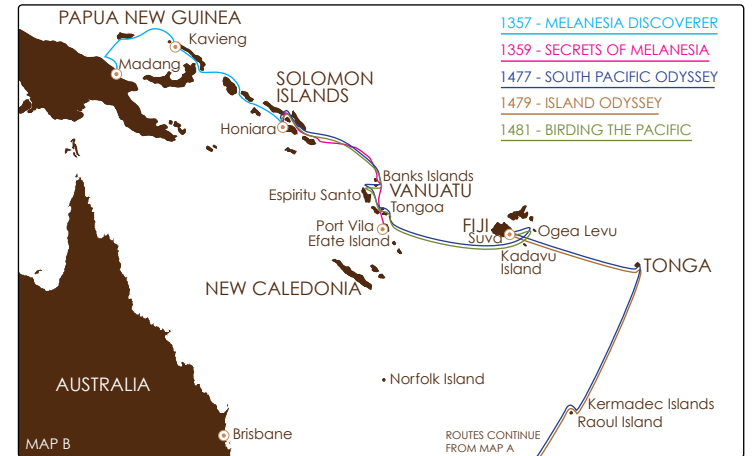 PAPUA NEW GUINEA
Kavieng
Madang
1357 - MELANESIA DISCOVERER
1359 - SECRETS OF MELANESIA
1477 - SOUTH PACIFIC ODYSSEY
1479 - ISLAND ODYSSEY
1481 - BIRDING THE PACIFIC
SOLOMON
ISLANDS
Honiara
Banks Islands
Espiritu Santo
VANUATU
Tongoa
Port Vila
Efate Island
FIJI
Suva
Ogea Levu
Kadavu
Island
TONGA
NEW CALEDONIA
AUSTRALIA
Norfolk Island
Kermadec Islands
Raoul Island
Brisbane
ROUTES CONTINUE
FROM MAP A
MAP B